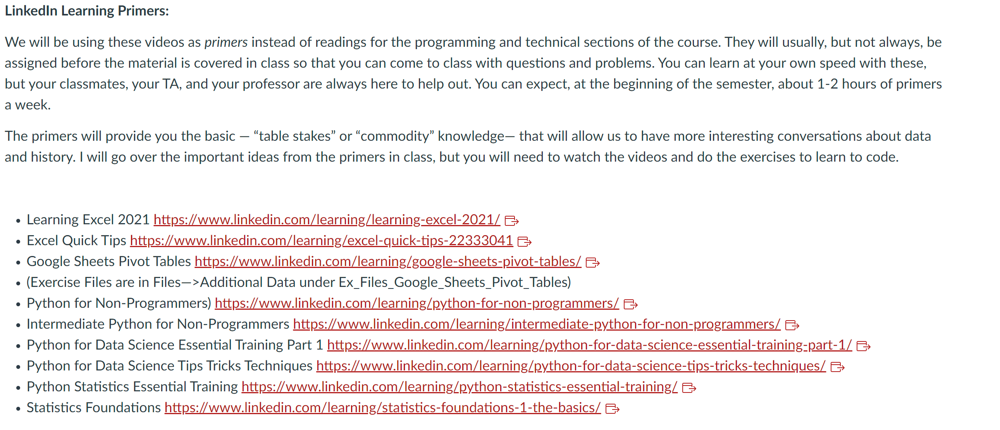 LinkedIn Learning Primers:
We will be using these videos as primers instead of readings for the programming and technical sections of the course. They will usually, but not always, be
assigned before the material is covered in class so that you can come to class with questions and problems. You can learn at your own speed with these,
but your classmates, your TA, and your professor are always here to help out. You can expect, at the beginning of the semester, about 1-2 hours of primers
a week.
The primers will provide you the basic — “table stakes” or “commodity” knowledge— that will allow us to have more interesting conversations about data
and history. I will go over the important ideas from the primers in class, but you will need to watch the videos and do the exercises to learn to code.
• Learning Excel 2021 https://www.linkedin.com/learning/learning-excel-2021/
• Excel Quick Tips https://www.linkedin.com/learning/excel-quick-tips-22333041
• Google Sheets Pivot Tables https://www.linkedin.com/learning/google-sheets-pivot-tables/
• (Exercise Files are in Files—>Additional Data under Ex_Files_Google_Sheets_Pivot_Tables)
• Python for Non-Programmers) https://www.linkedin.com/learning/python-for-non-programmers/
• Intermediate Python for Non-Programmers https://www.linkedin.com/learning/intermediate-python-for-non-programmers/
• Python for Data Science Essential Training Part 1 https://www.linkedin.com/learning/python-for-data-science-essential-training-part-1/
• Python for Data Science Tips Tricks Techniques https://www.linkedin.com/learning/python-for-data-science-tips-tricks-techniques/
• Python Statistics Essential Training https://www.linkedin.com/learning/python-statistics-essential-training/
• Statistics Foundations https://www.linkedin.com/learning/statistics-foundations-1-the-basics/